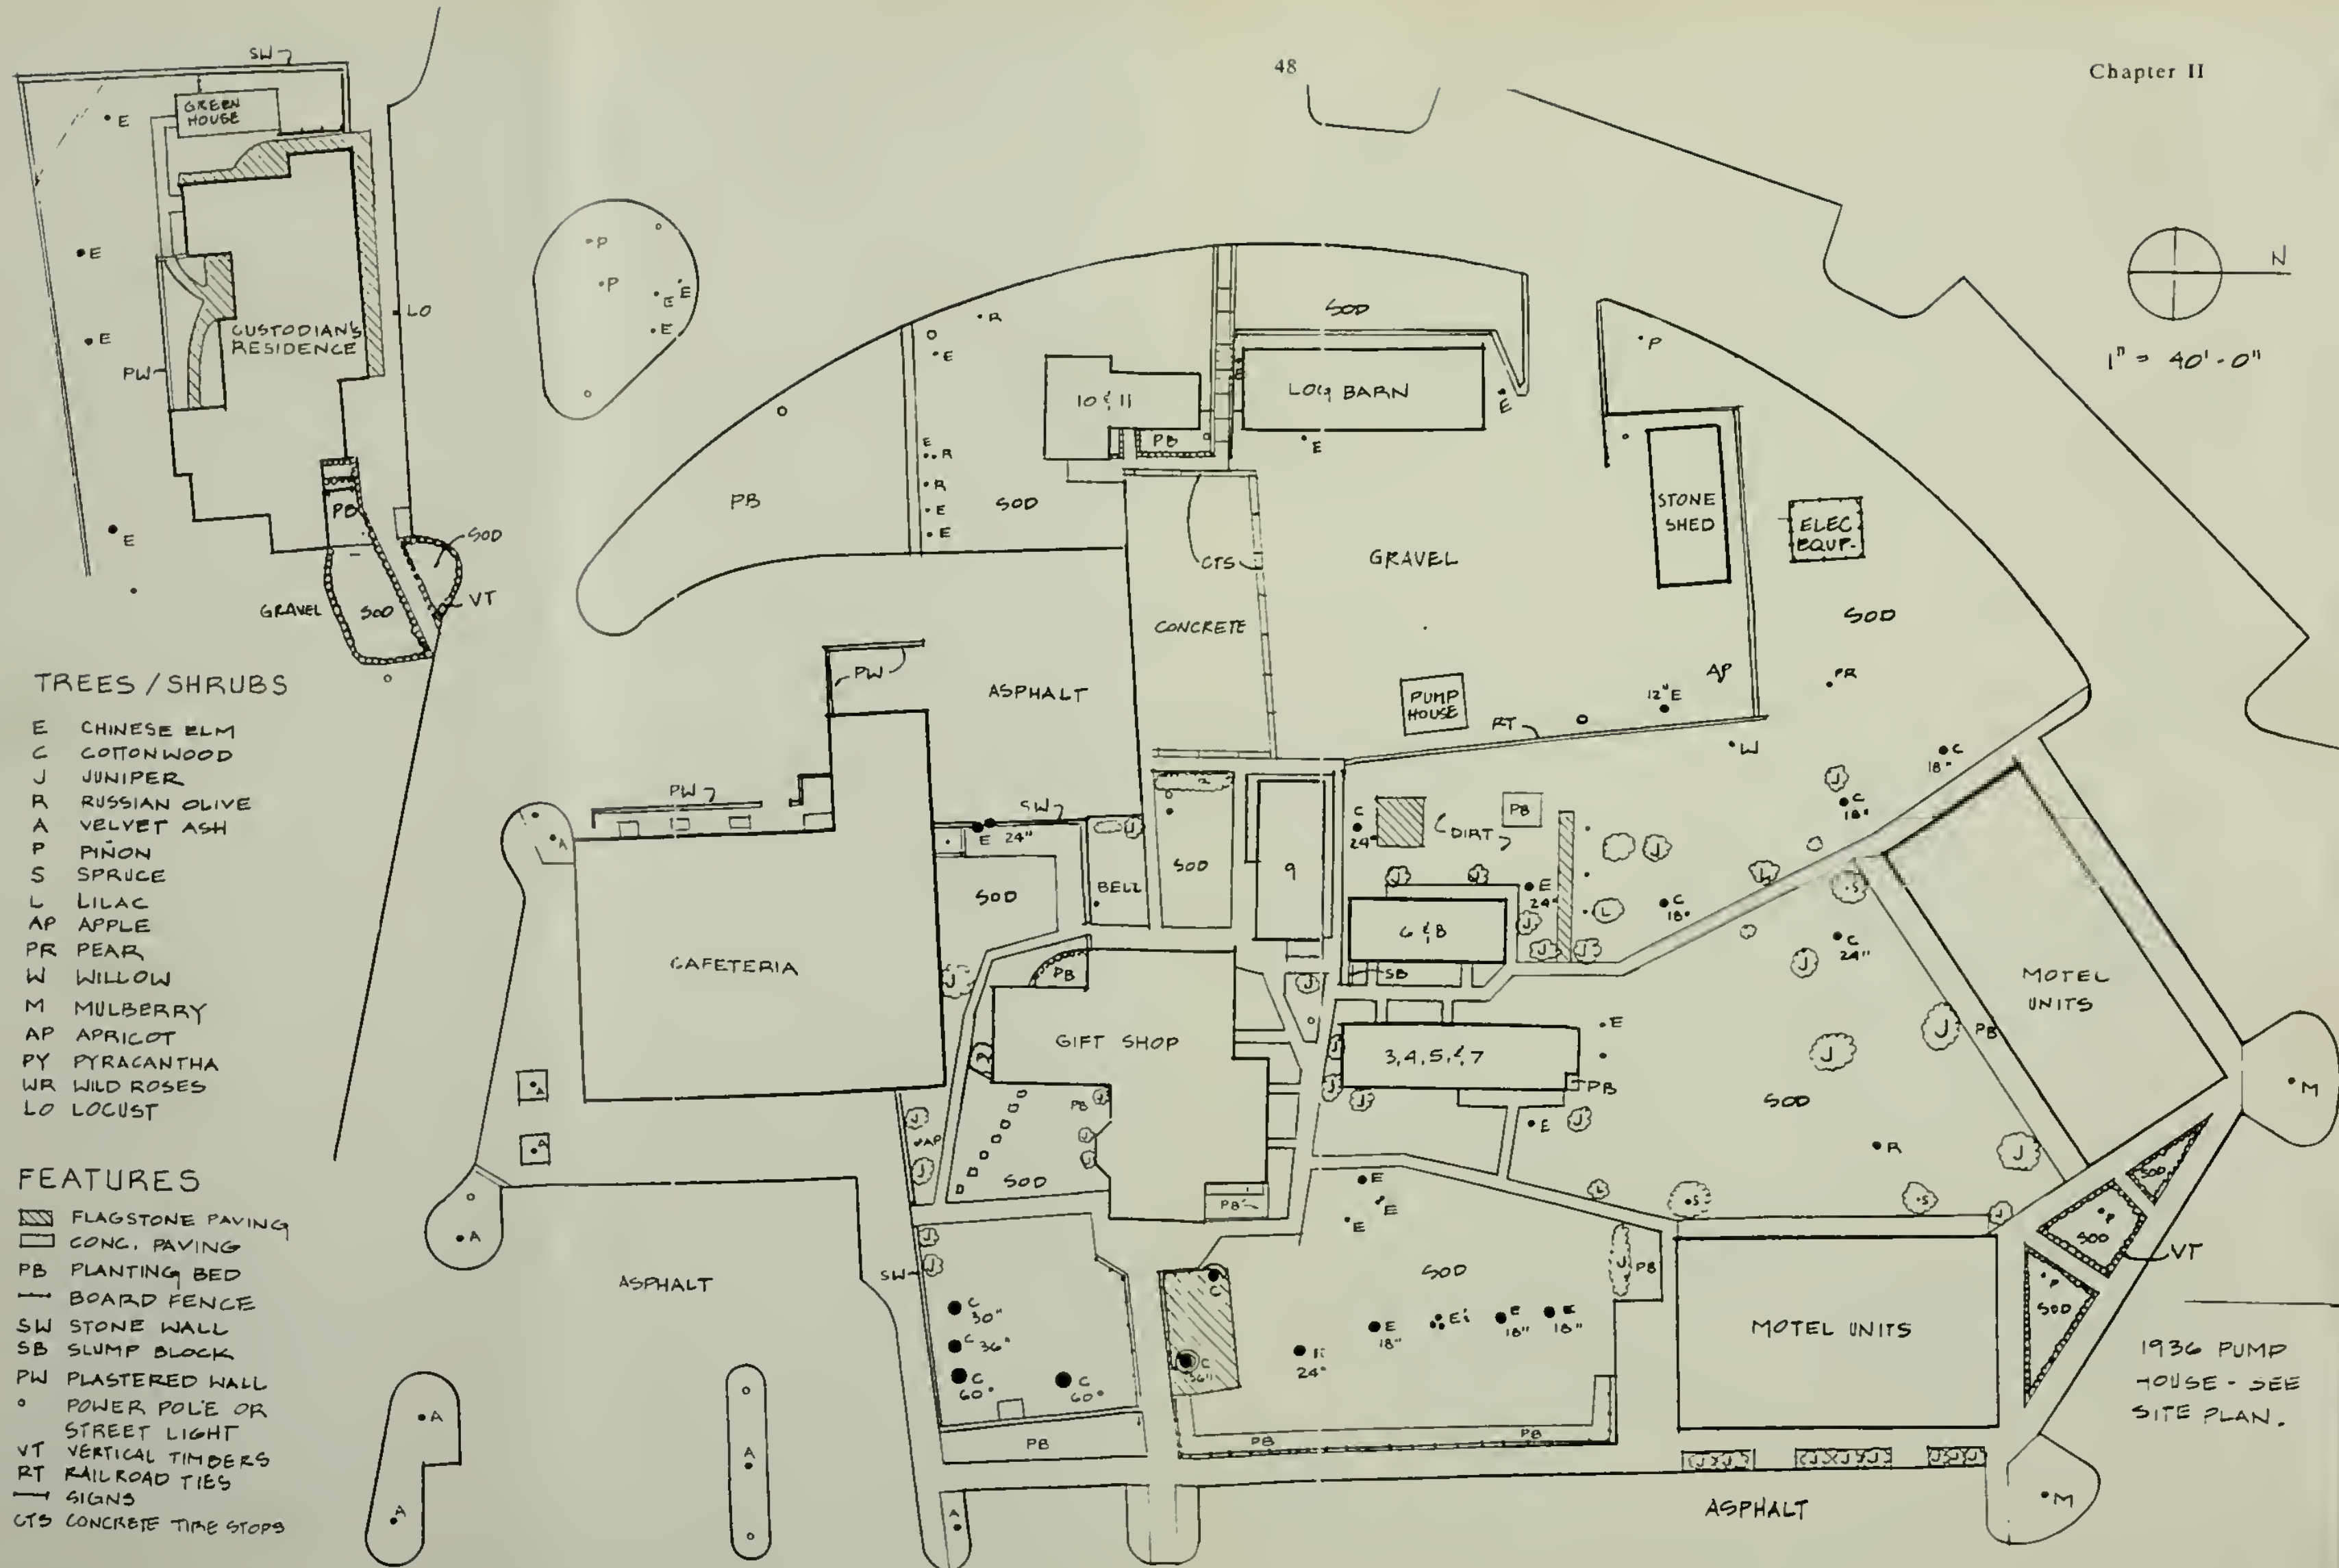 48
Chapter II
SW
GREEN
HOUSE
E
E
E
E
CUSTODIAN'S
RESIDENCE
PW
LO
PB
SOD
GRAVEL
SOD
VT
P
P
E
E
E
R
E
E
R
R
E
E
PB
SOD
10 & 11
PB
SOD
LOG BARN
E
E
P
STONE
SHED
ELEC
EQUP.
N
1" = 40'-0"
CTS
GRAVEL
CONCRETE
SOD
PW
ASPHALT
PUMP
HOUSE
RT
12" E
AP
PR
W
C
18"
J
C
18"
PW
SW
E 24"
A
SOD
BELL
J
SOD
9
C
24"
DIRT
PB
J
J
J
E
24"
6 & 8
L
C
18"
J
J
J
S
C
24"
J
CAFETERIA
J
PB
GIFT SHOP
SB
J
3,4,5,&7
E
PB
J
J
J
E
J
J
J
PB
MOTEL
UNITS
M
SOD
R
J
A
A
A
J
AP
J
PB
J
J
J
SOD
PB
E
E
E
L
S
S
J
SOD
P
SOD
P
SOD
VT
ASPHALT
SW
J
J
C
30"
C
36"
C
60"
C
60"
C
C
36"
24"
E
18"
E
E
18"
18"
SOD
J
PB
MOTEL UNITS
1936 PUMP
HOUSE - SEE
SITE PLAN.
PB
PB
PB
J J J
J J J J
J J J
A
A
A
A
ASPHALT
M
TREES / SHRUBS
E CHINESE ELM
C COTTONWOOD
J JUNIPER
R RUSSIAN OLIVE
A VELVET ASH
P PIÑON
S SPRUCE
L LILAC
AP APPLE
PR PEAR
W WILLOW
M MULBERRY
AP APRICOT
PY PYRACANTHA
WR WILD ROSES
LO LOCUST
FEATURES
FLAGSTONE PAVING
CONC. PAVING
PB PLANTING BED
BOARD FENCE
SW STONE WALL
SB SLUMP BLOCK
PW PLASTERED WALL
POWER POLE OR
STREET LIGHT
VT VERTICAL TIMBERS
RT RAILROAD TIES
SIGNS
CTS CONCRETE TIRE STOPS